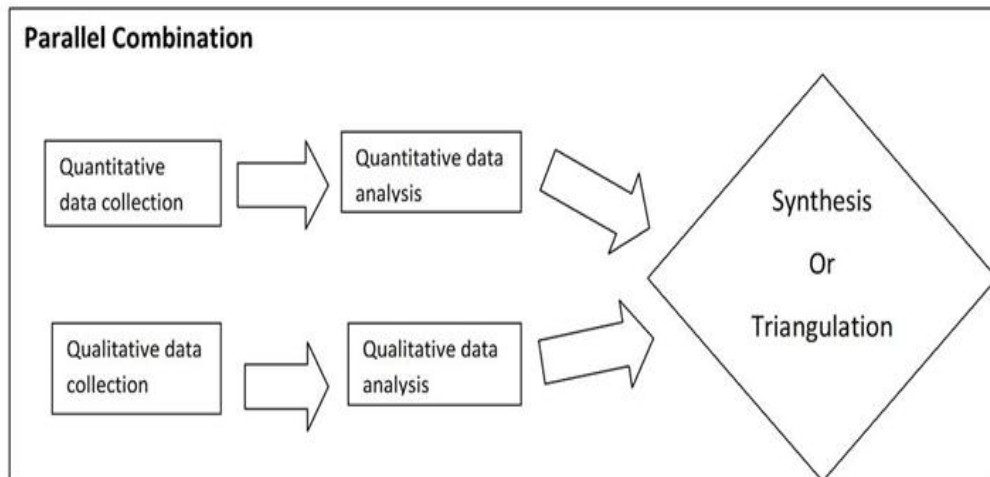 Parallel Combination
Quantitative
data collection
Quantitative data
analysis
Qualitative data
collection
Qualitative data
analysis
Synthesis
Or
Triangulation